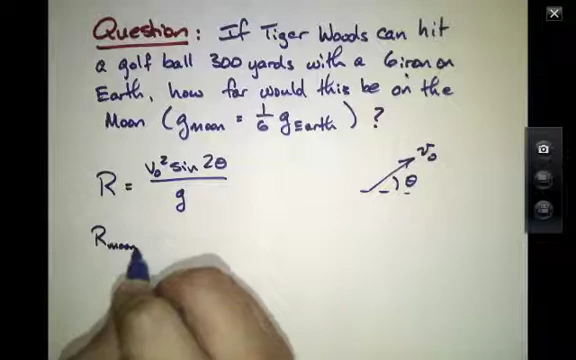 Question: If Tiger Woods can hit
a golf ball 300 yards with a 6 iron on
Earth, how far would this be on the
Moon (gmoon = 1/6 gEarth) ?
R = v₀² sin 2θ / g
v₀
θ
Rmoon